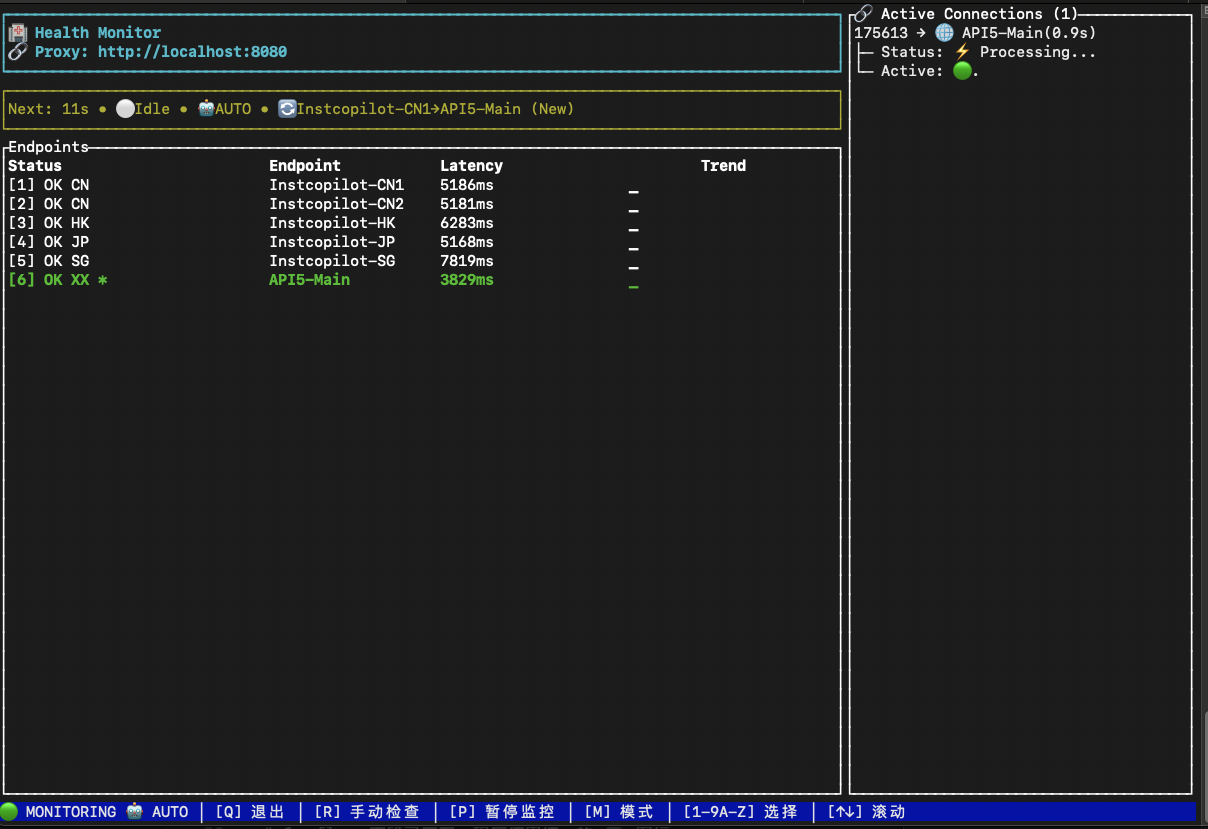 Health Monitor
Proxy: http://localhost:8080
Next: 11s • Idle • AUTO • Instcopilot-CN1→API5-Main (New)
Endpoints
Status Endpoint Latency Trend
[1] OK CN Instcopilot-CN1 5186ms _
[2] OK CN Instcopilot-CN2 5181ms _
[3] OK HK Instcopilot-HK 6283ms _
[4] OK JP Instcopilot-JP 5168ms _
[5] OK SG Instcopilot-SG 7819ms _
[6] OK XX * API5-Main 3829ms _
Active Connections (1)
175613 → API5-Main(0.9s)
├─ Status: ⚡ Processing...
└─ Active: 🟢.
MONITORING AUTO │ [Q] 退出 │ [R] 手动检查 │ [P] 暂停监控 │ [M] 模式 │ [1-9A-Z] 选择 │ [↑↓] 滚动